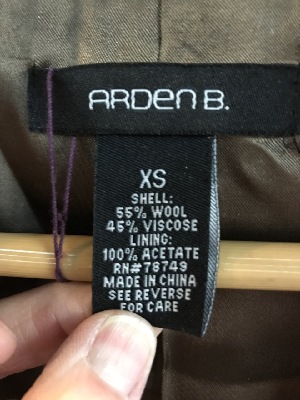 ARDEN B.
XS
SHELL:
55% WOOL
45% VISCOSE
LINING:
100% ACETATE
RN#78749
MADE IN CHINA
SEE REVERSE
FOR CARE